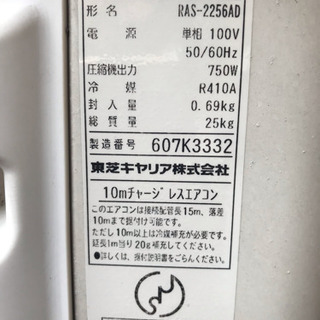 形名 RAS-2256AD
電源 単相 100V
50/60Hz
圧縮機出力 750W
冷媒 R410A
封入量 0.69kg
総質量 25kg
製造番号 607K3332
東芝キヤリア株式会社
10mチャージレスエアコン
このエアコンは接続配管長15m、落差
10mまで据付け可能です。
ただし10m以上は冷媒補充が必要です。
延長1m当り20g補充してください。
●詳しくは、据付説明書をごらんください。